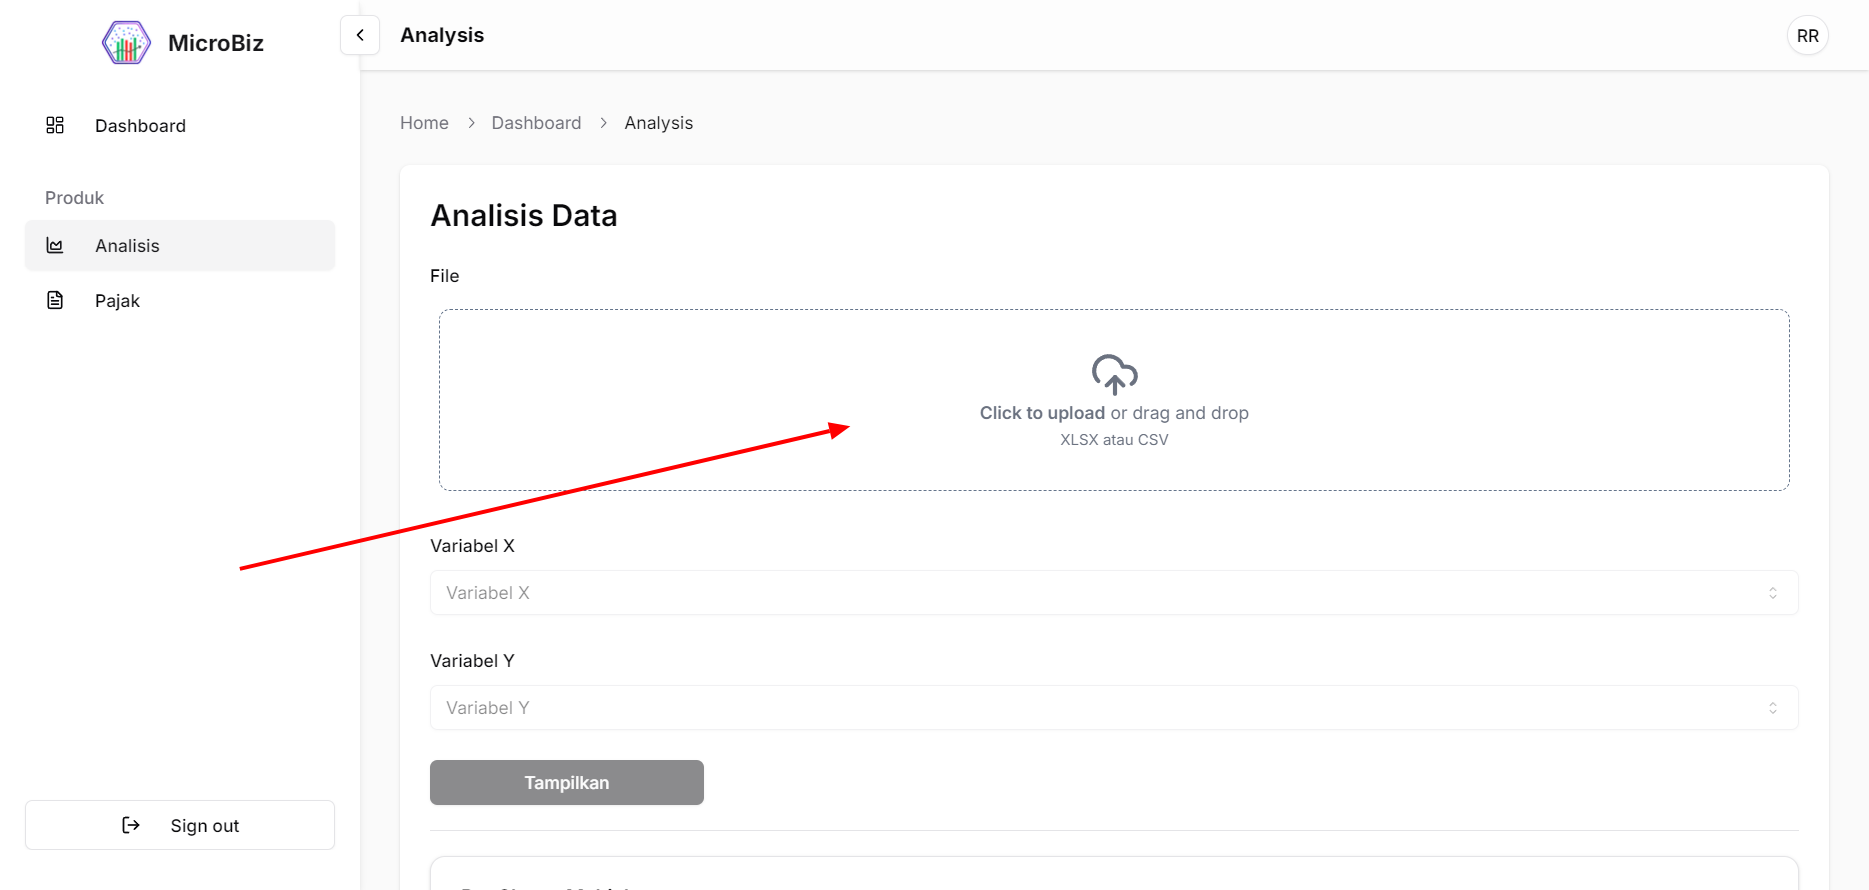 MicroBiz
Analysis
RR
Dashboard
Produk
Analisis
Pajak
Sign out
Home > Dashboard > Analysis
Analisis Data
File
Click to upload or drag and drop
XLSX atau CSV
Variabel X
Variabel X
Variabel Y
Variabel Y
Tampilkan